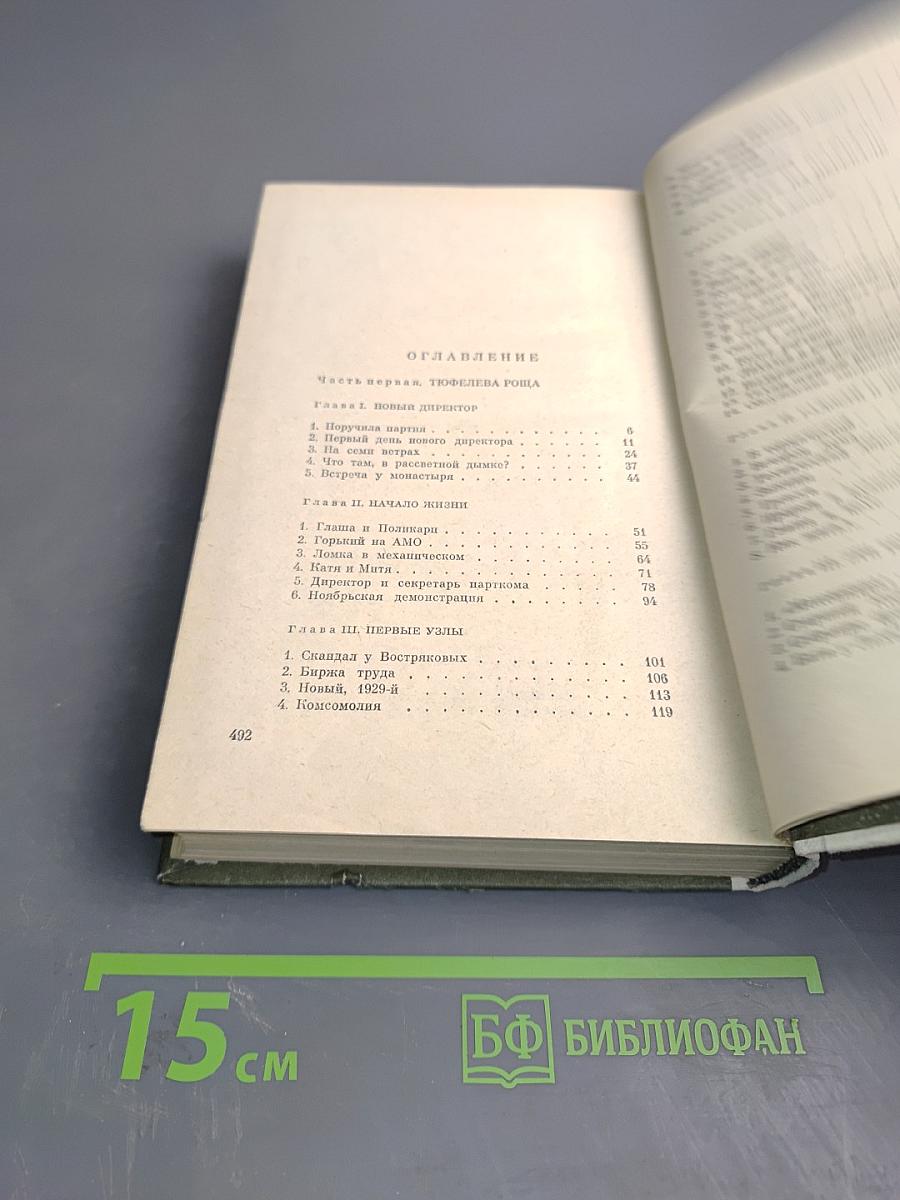 ОГЛАВЛЕНИЕ
Часть первая. ТЮФЕЛЕВА РОЩА
Глава I. НОВЫЙ ДИРЕКТОР
1. Поручила партия . . . . . . . . . . . . 6
2. Первый день нового директора . . . . . . 11
3. На семи ветрах . . . . . . . . . . . . 24
4. Что там, в рассветной дымке? . . . . . . 37
5. Встреча у монастыря . . . . . . . . . . 44
Глава II. НАЧАЛО ЖИЗНИ
1. Глаша и Поликарп . . . . . . . . . . . 51
2. Горький на АМО . . . . . . . . . . . . 55
3. Ломка в механическом . . . . . . . . . 64
4. Катя и Митя . . . . . . . . . . . . . 71
5. Директор и секретарь парткома . . . . . 78
6. Ноябрьская демонстрация . . . . . . . . 94
Глава III. ПЕРВЫЕ УЗЛЫ
1. Скандал у Востряковых . . . . . . . . . 101
2. Биржа труда . . . . . . . . . . . . . 106
3. Новый, 1929-й . . . . . . . . . . . . 113
4. Комсомолия . . . . . . . . . . . . . 119
492
15 см
БФ БИБЛИОФАН